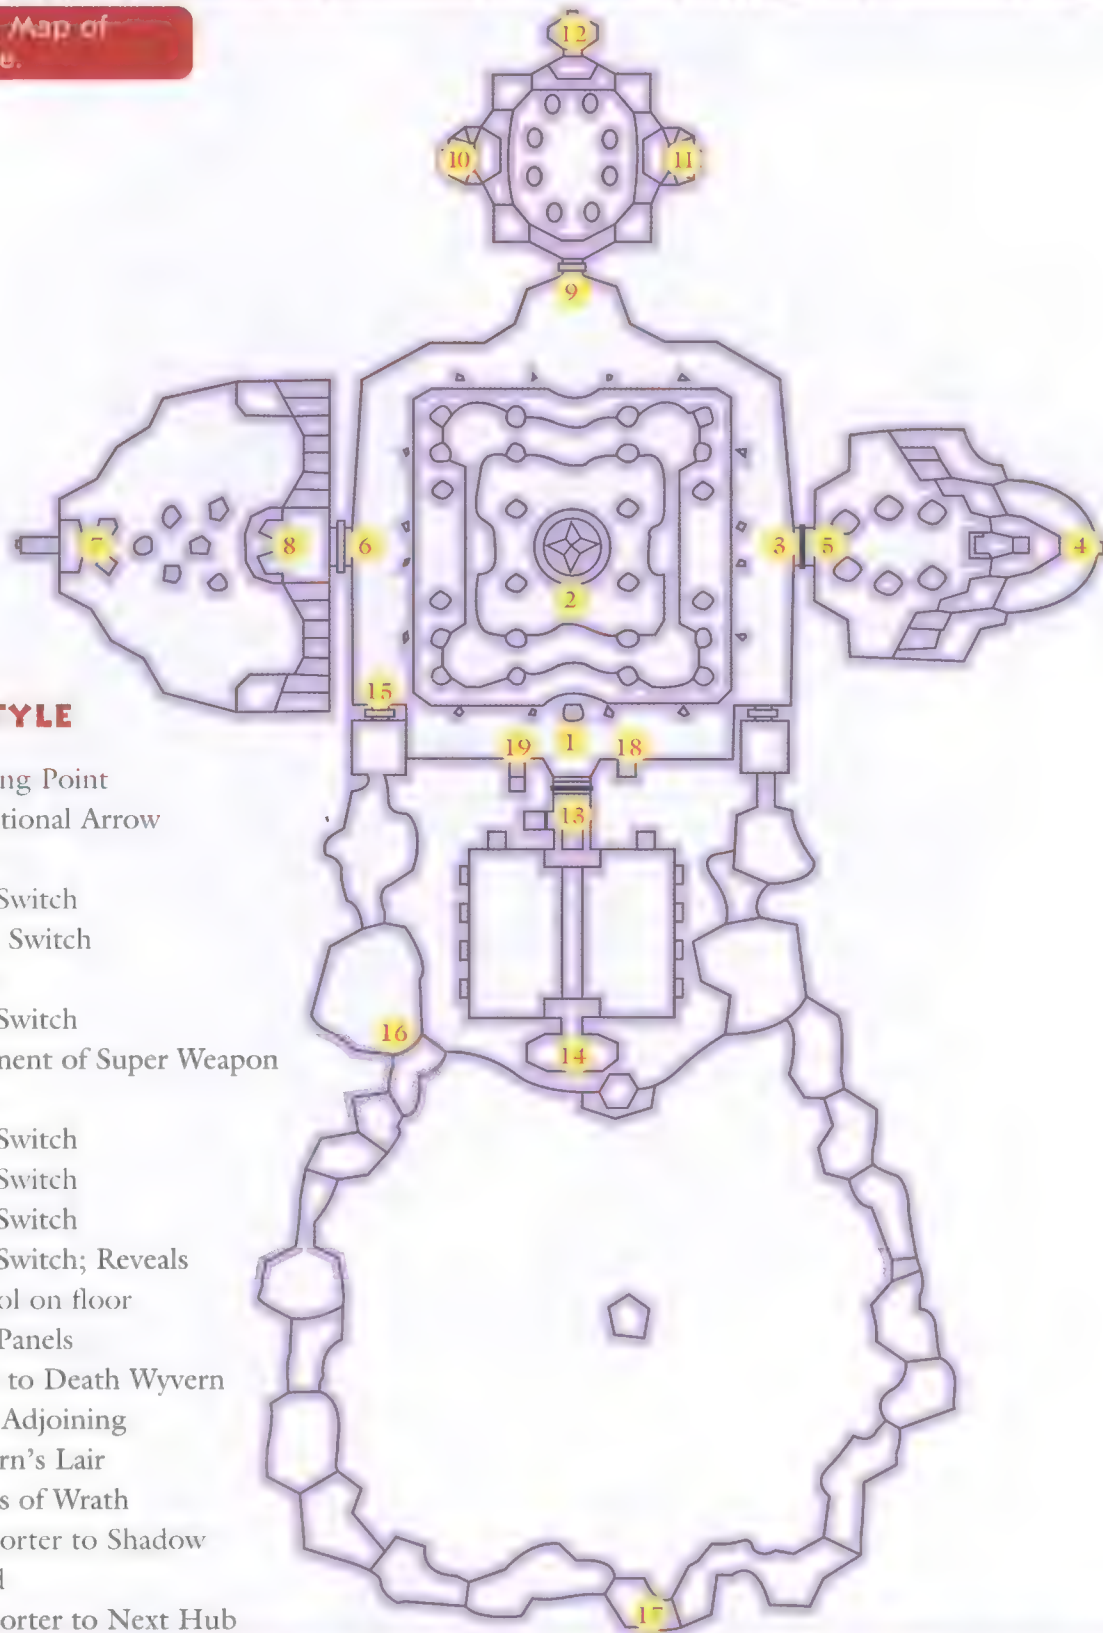 Map of
e.
12
10
11
9
7
8
6
3
5
4
2
15
TYLE
19
1
18
ng Point
tional Arrow
13
Switch
Switch
Switch
16
14
nent of Super Weapon
Switch
Switch
Switch
Switch; Reveals
ol on floor
Panels
to Death Wyvern
Adjoining
rn's Lair
s of Wrath
orter to Shadow
d
orter to Next Hub
17